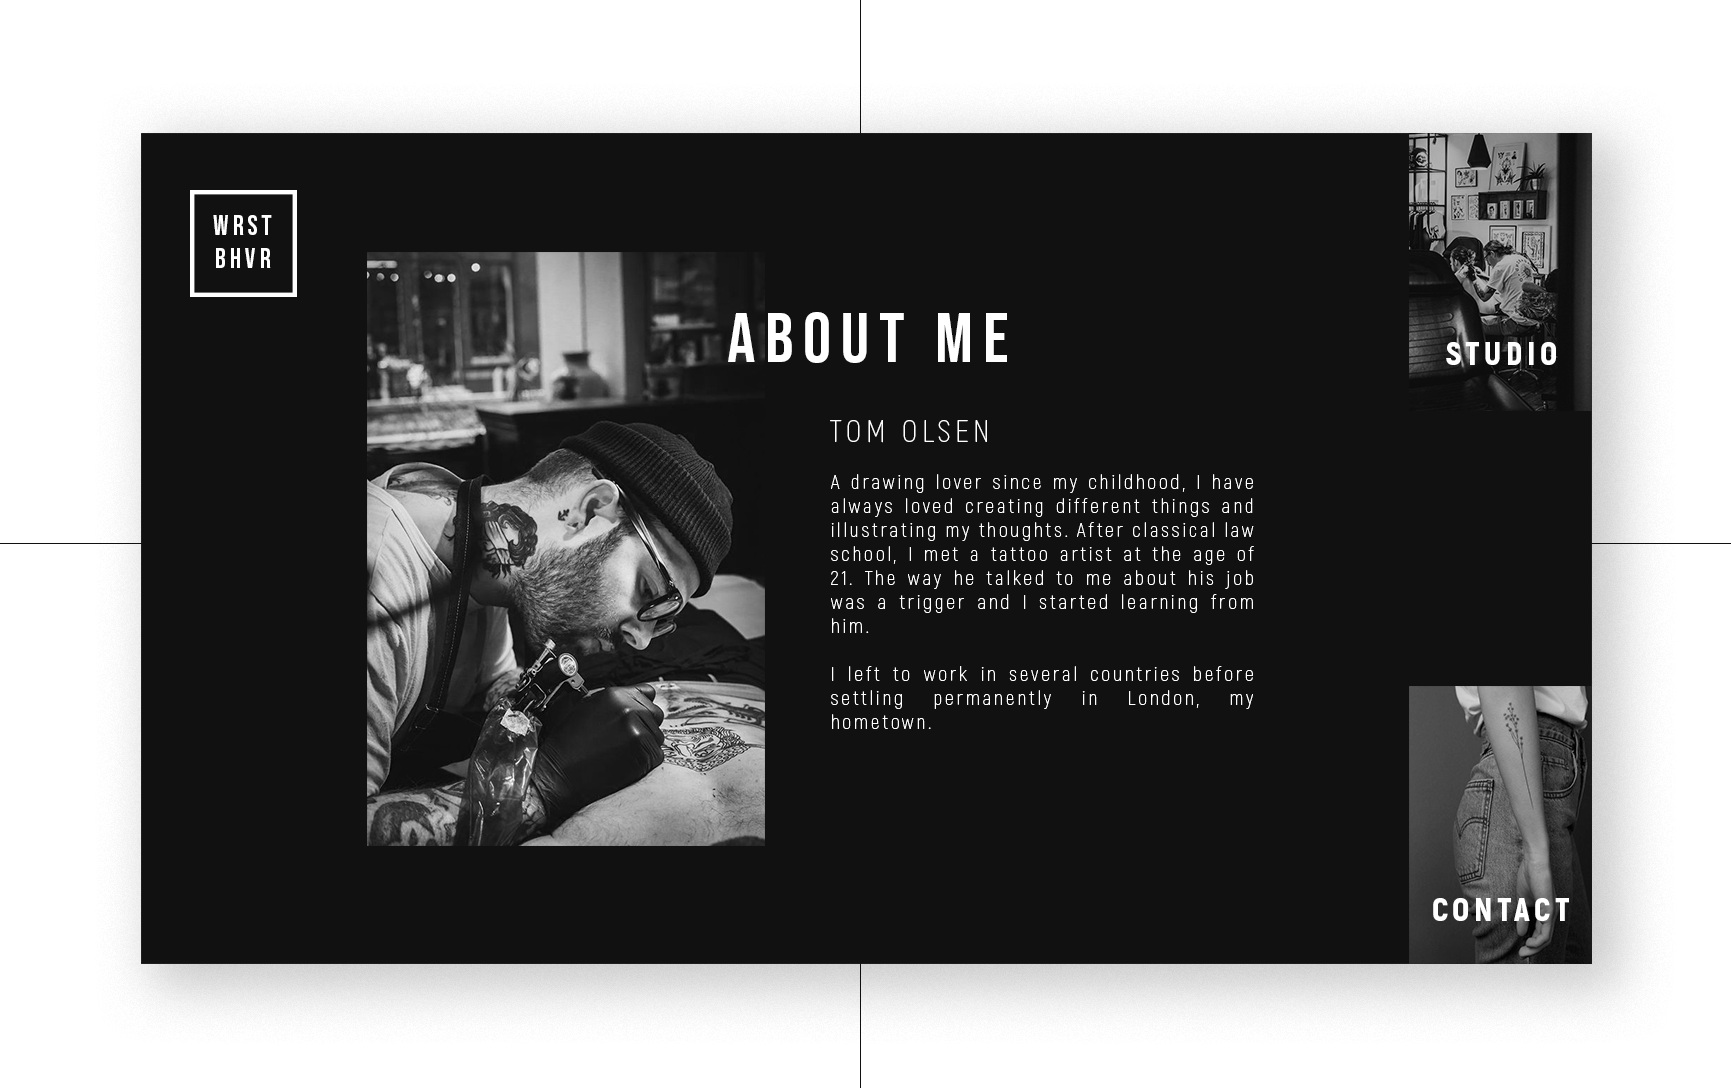 WRST
BHVR
ABOUT ME
TOM OLSEN
A drawing lover since my childhood, I have
always loved creating different things and
illustrating my thoughts. After classical law
school, I met a tattoo artist at the age of
21. The way he talked to me about his job
was a trigger and I started learning from
him.
I left to work in several countries before
settling permanently in London, my
hometown.
STUDIO
CONTACT